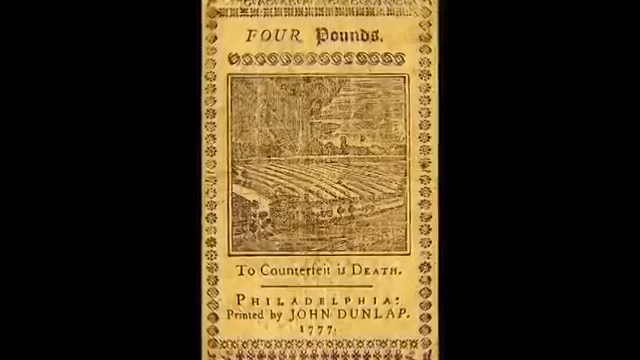 FOUR Pounds.
To Counterfeit is DEATH.
PHILADELPHIA:
Printed by JOHN DUNLAP.
1777.